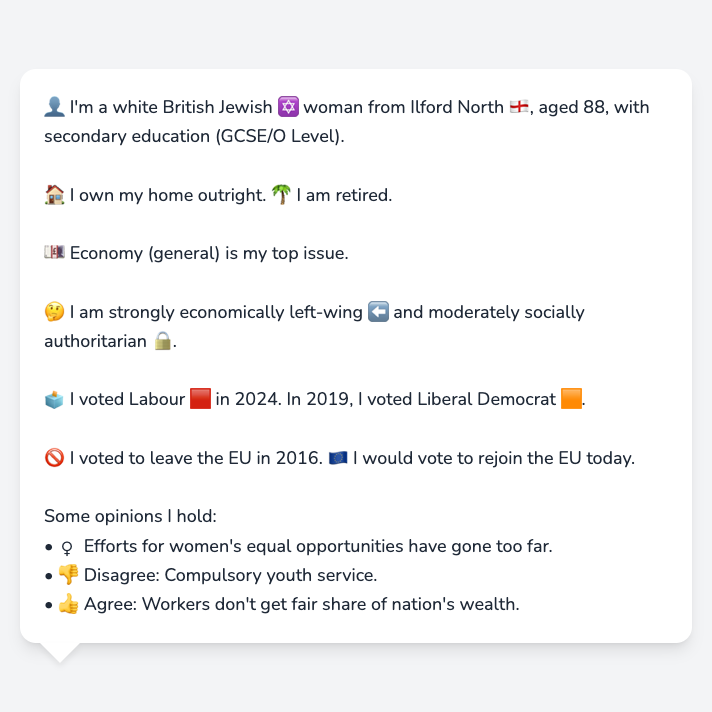 👤 I'm a white British Jewish ✡️ woman from Ilford North 🏴󠁧󠁢󠁥󠁮󠁧󠁿, aged 88, with
secondary education (GCSE/O Level).
🏠 I own my home outright. 🌴 I am retired.
💷 Economy (general) is my top issue.
🤔 I am strongly economically left-wing ⬅️ and moderately socially
authoritarian 🔒.
🗳️ I voted Labour 🟥 in 2024. In 2019, I voted Liberal Democrat 🟧.
🚫 I voted to leave the EU in 2016. 🇪🇺 I would vote to rejoin the EU today.
Some opinions I hold:
• ♀ Efforts for women's equal opportunities have gone too far.
• 👎 Disagree: Compulsory youth service.
• 👍 Agree: Workers don't get fair share of nation's wealth.